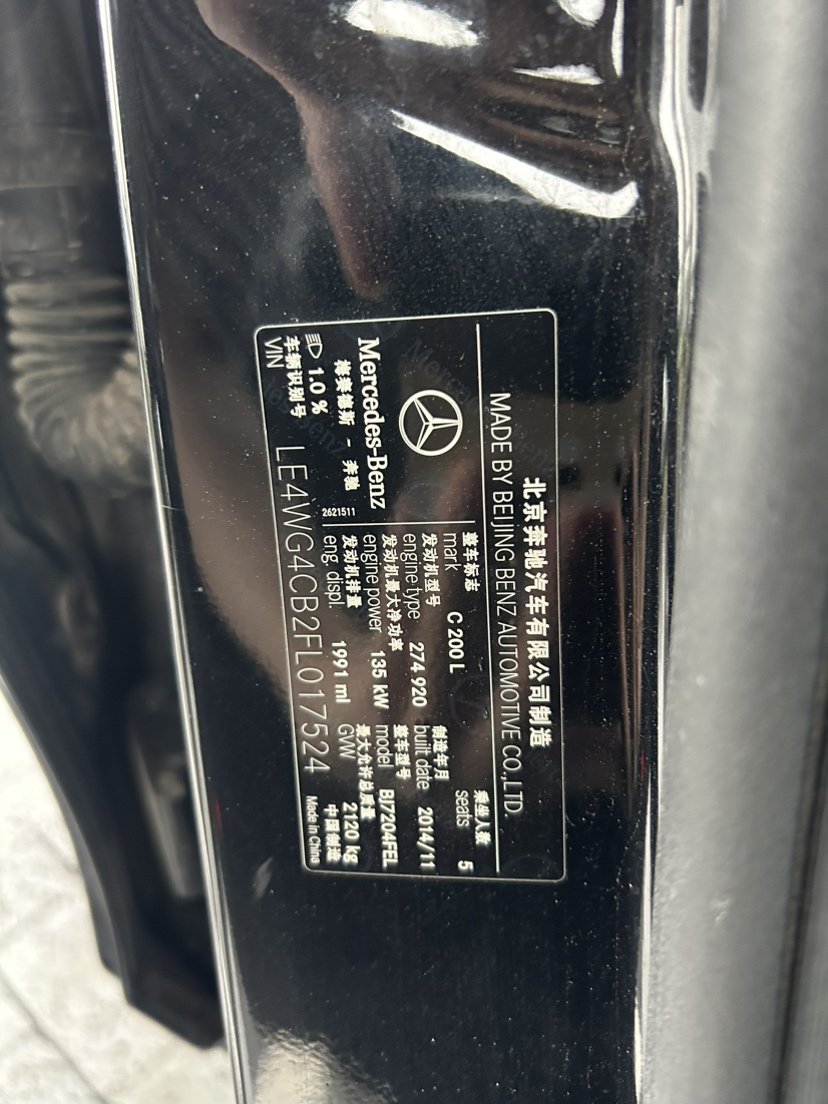 北京奔驰汽车有限公司制造
MADE BY BEIJING BENZ AUTOMOTIVE CO.,LTD.
整车标志
mark C 200 L
乘坐人数
seats 5
发动机型号
engine type 274 920
制造年月
built date 2014/11
Mercedes-Benz
梅赛德斯 - 奔驰
发动机最大净功率
engine power 135 kW
整车型号
model BJ7204FEL
1.0 %
2621511
发动机排量
eng. displ. 1991 ml
最大允许总质量
GVW 2120 kg
车辆识别号
VIN LE4WG4CB2FL017524
中国制造
Made in China